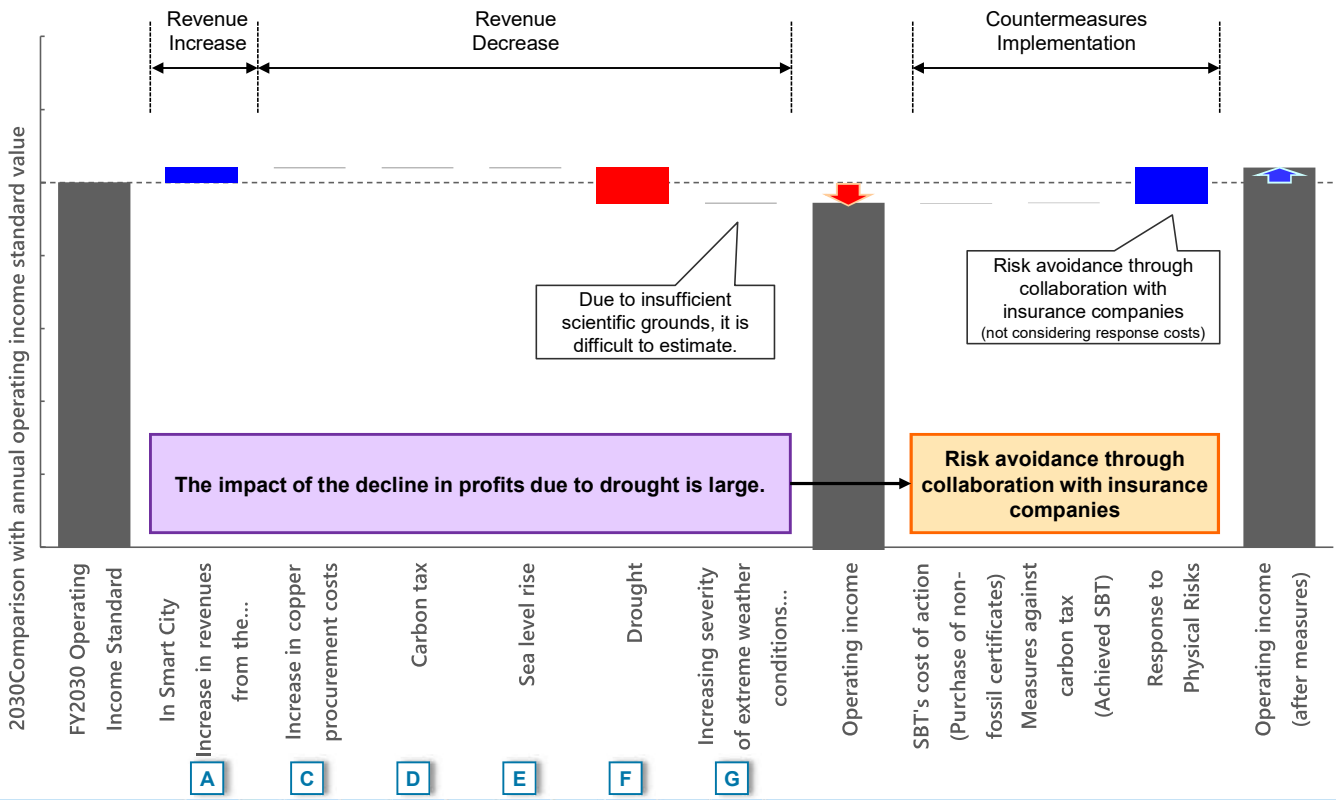 Revenue
Increase
Revenue
Decrease
Countermeasures
Implementation
2030Comparison with annual operating income standard value
Due to insufficient
scientific grounds, it is
difficult to estimate.
Risk avoidance through
collaboration with
insurance companies
(not considering response costs)
The impact of the decline in profits due to drought is large.
Risk avoidance through
collaboration with insurance
companies
FY2030 Operating
Income Standard
In Smart City
Increase in revenues
from the...
Increase in copper
procurement costs
Carbon tax
Sea level rise
Drought
Increasing severity
of extreme weather
conditions...
Operating income
SBT's cost of action
(Purchase of non-
fossil certificates)
Measures against
carbon tax
(Achieved SBT)
Response to
Physical Risks
Operating income
(after measures)
A
C
D
E
F
G